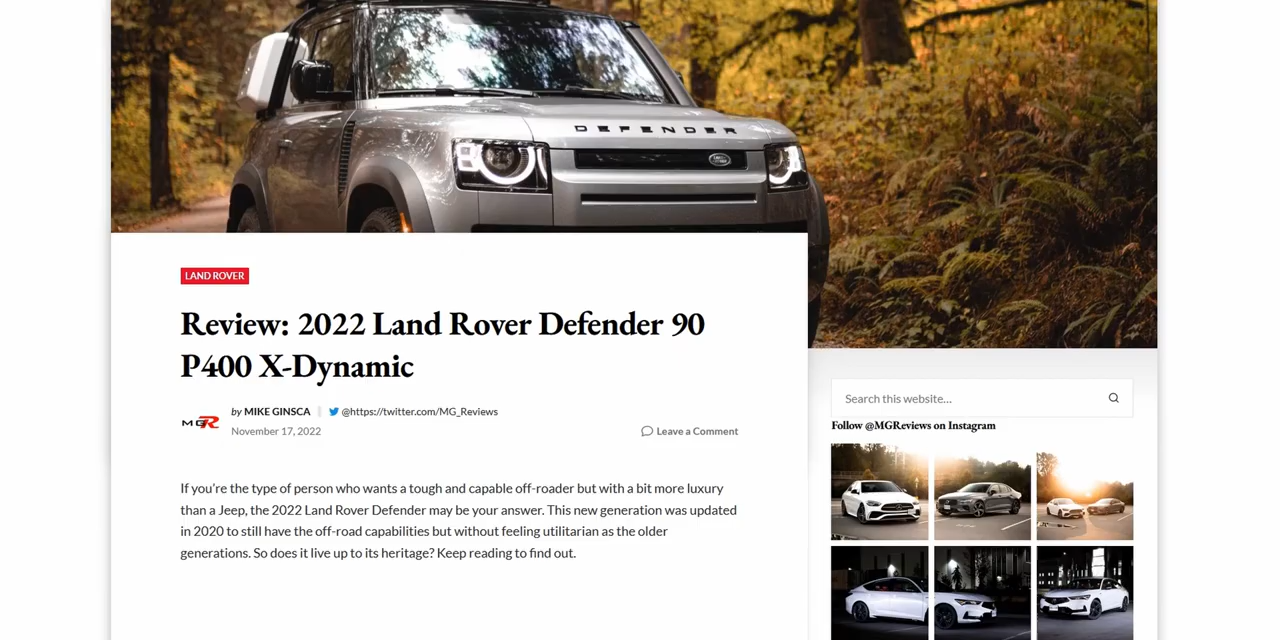 DEFENDER
LAND ROVER
Review: 2022 Land Rover Defender 90
P400 X-Dynamic
MGR
by MIKE GINSCA
@https://twitter.com/MG_Reviews
November 17, 2022
Leave a Comment
If you’re the type of person who wants a tough and capable off-roader but with a bit more luxury
than a Jeep, the 2022 Land Rover Defender may be your answer. This new generation was updated
in 2020 to still have the off-road capabilities but without feeling utilitarian as the older
generations. So does it live up to its heritage? Keep reading to find out.
Search this website…
Follow @MGReviews on Instagram